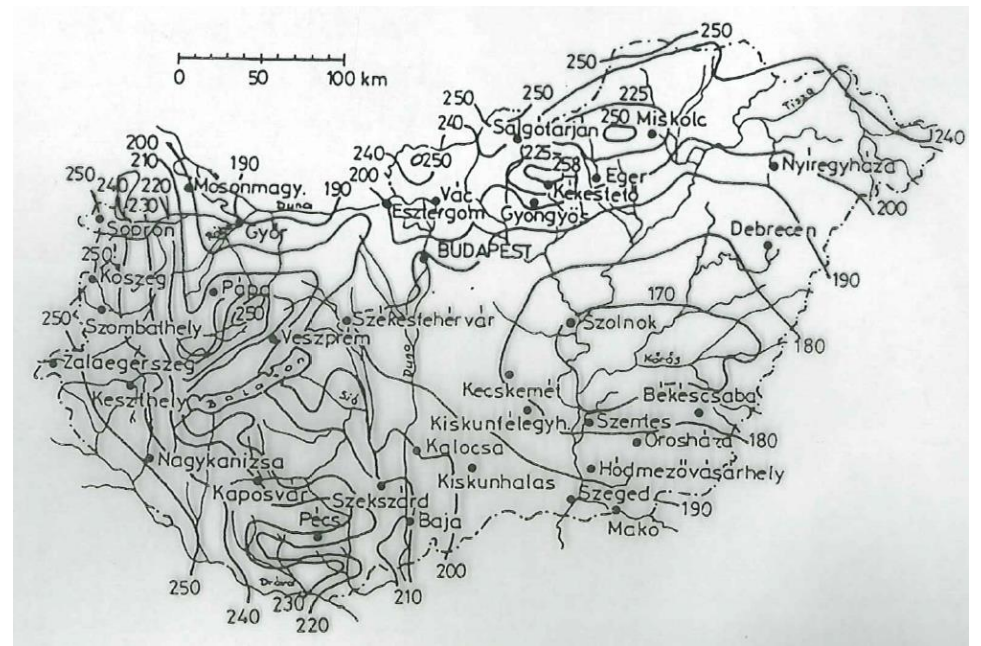 0
50
100 km
250
250
250
250
225
240
Salgótarján
250
Miskolc
Tisza
240
200
210
220
230
240
250
Sopron
Mosonmagy.
190
Duna
190
Győr
240
200
250
Vác
Esztergom
225
258
Kékestető
Gyöngyös
Eger
Nyíregyháza
200
BUDAPEST
Debrecen
190
250
Kőszeg
Pápa
250
250
Szombathely
Veszprém
Székesfehérvár
Szolnok
170
180
Zalaegerszeg
Keszthely
Balaton
Sió
Duna
Kecskemét
Körös
Békéscsaba
Kiskunfélegyh.
Szentes
Orosháza
180
Nagykanizsa
Kalocsa
Kiskunhalas
Hódmezővásárhely
Kaposvár
Szekszárd
Szeged
190
Pécs
Baja
Makó
Dráva
250
240
230
220
210
200